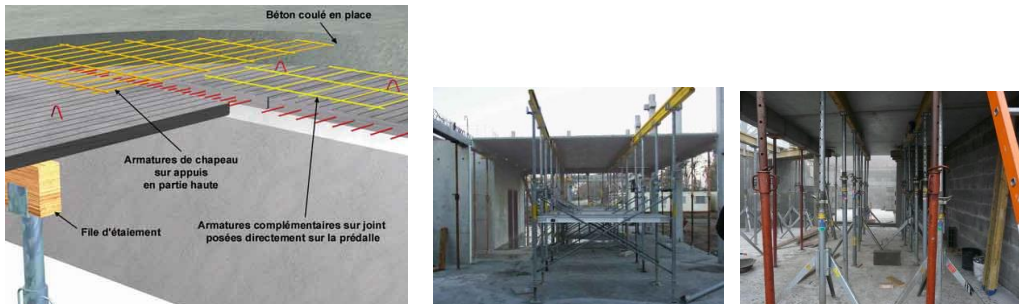 Béton coulé en place
Armatures de chapeau
sur appuis
en partie haute
File d'étaiement
Armatures complémentaires sur joint
posées directement sur la prédalle